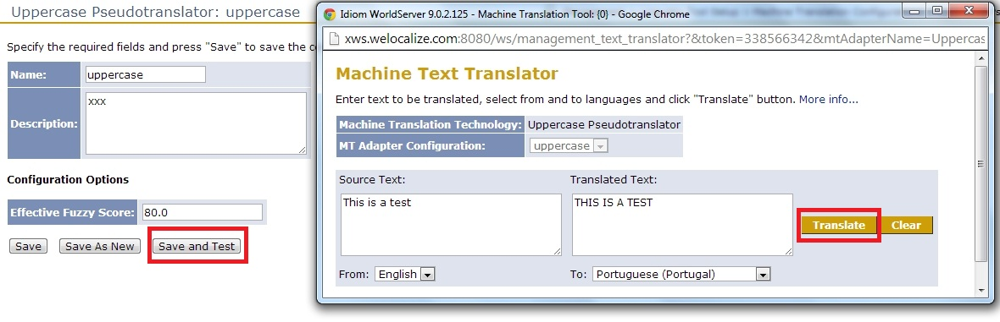 Uppercase Pseudotranslator: uppercase
Specify the required fields and press "Save" to save the c
Name: uppercase
Description: xxx
Configuration Options
Effective Fuzzy Score: 80.0
Save Save As New Save and Test
Idiom WorldServer 9.0.2.125 - Machine Translation Tool: {0} - Google Chrome
xws.welocalize.com:8080/ws/management_text_translator?&token=338566342&mtAdapterName=Uppercas
Machine Text Translator
Enter text to be translated, select from and to languages and click "Translate" button. More info...
Machine Translation Technology: Uppercase Pseudotranslator
MT Adapter Configuration: uppercase
Source Text: Translated Text:
This is a test THIS IS A TEST
Translate Clear
From: English To: Portuguese (Portugal)